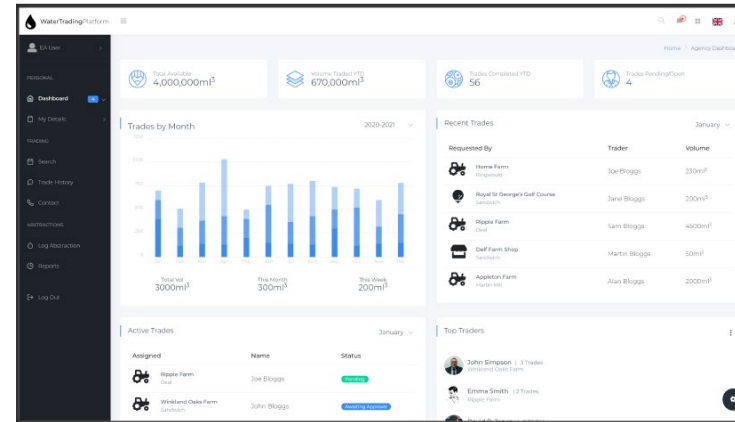 WaterTradingPlatform
Home / Agency Dashboa
EA User
PERSONAL
Dashboard 4
My Details
TRADING
Search
Trade History
Contact
ABSTRACTIONS
Log Abstraction
Reports
Log Out
Total Available
4,000,000ml³
Volume Traded YTD
670,000ml³
Trades Completed YTD
56
Trades Pending/Open
4
Trades by Month
2020-2021
Total Vol
3000ml³
This Month
300ml³
This Week
200ml³
Recent Trades
January
Requested By Trader Volume
Home Farm
Ringwould
Joe Bloggs 230ml³
Royal St George's Golf Course
Sandwich
Jane Bloggs 200ml³
Ripple Farm
Deal
Sam Bloggs 4500ml³
Delf Farm Shop
Sandwich
Martin Bloggs 50ml³
Appleton Farm
Martin Mill
Alan Bloggs 2000ml³
Active Trades
January
Assigned Name Status
Ripple Farm
Deal
Joe Bloggs Pending
Winkland Oaks Farm
Sandwich
John Bloggs Awaiting Approval
Top Traders
John Simpson | 3 Trades
Winkland Oaks Farm
Emma Smith | 2 Trades
Ripple Farm